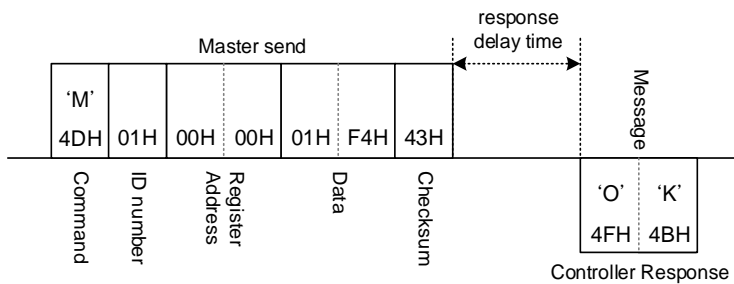 response
delay time
Master send
‘M’
4DH 01H 00H 00H 01H F4H 43H
Command
ID number
Register
Address
Data
Checksum
Message
‘O’ ‘K’
4FH 4BH
Controller Response